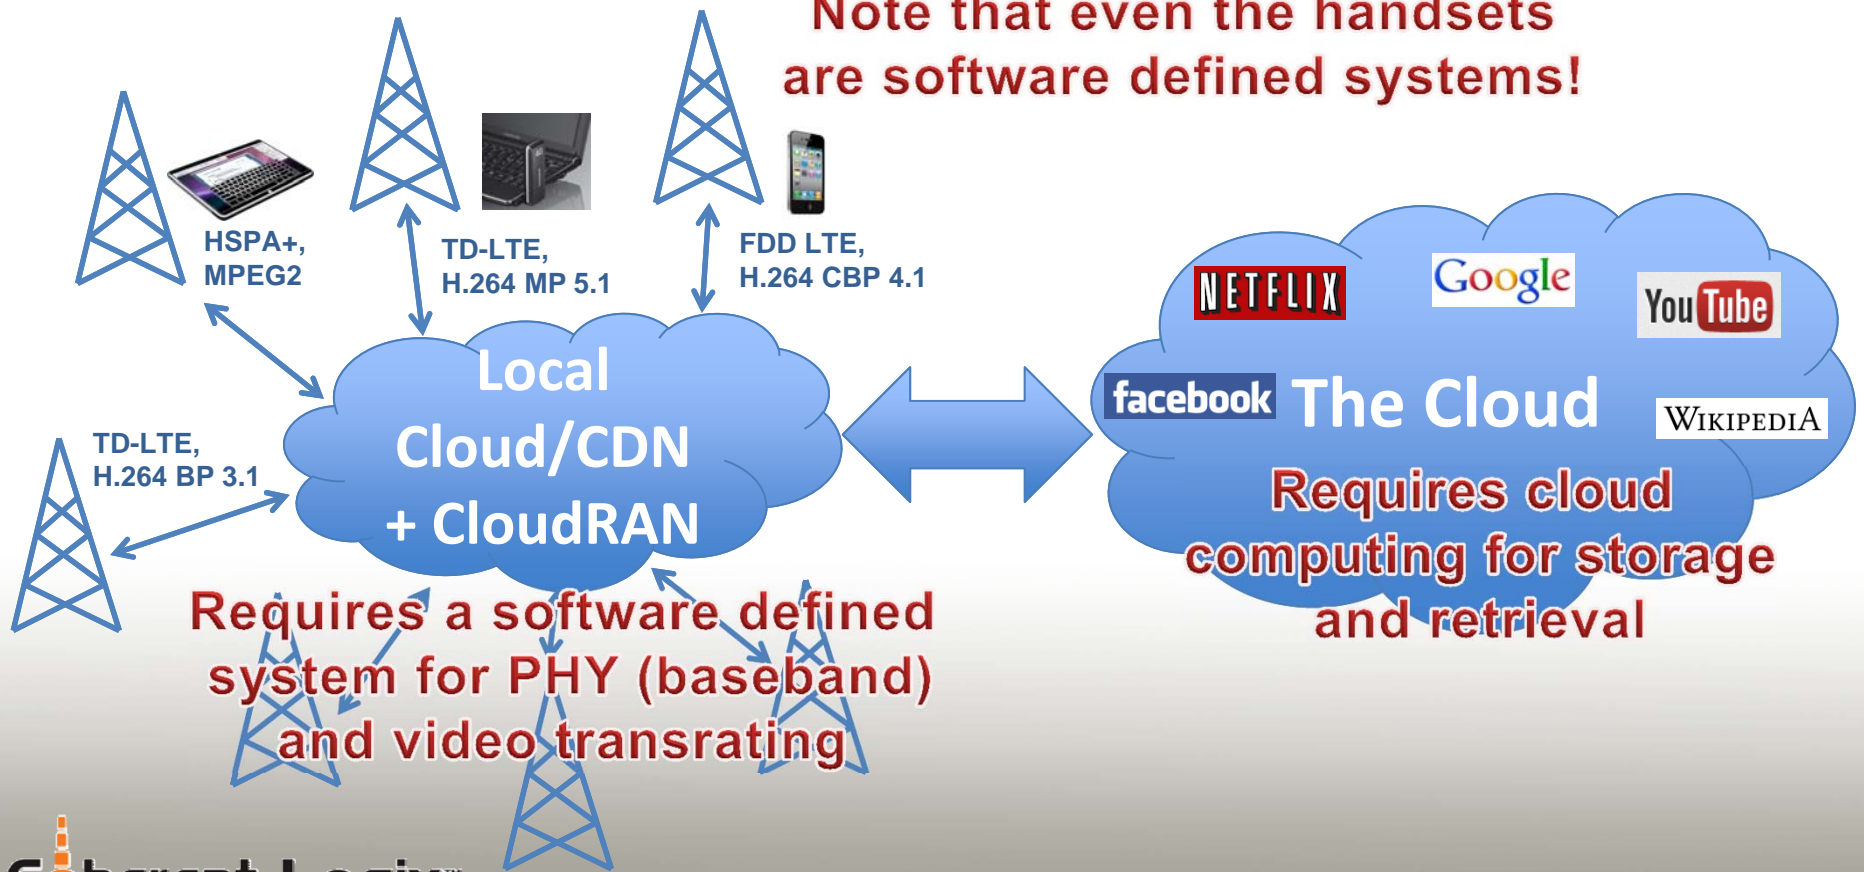 Note that even the handsets
are software defined systems!
HSPA+,
MPEG2
TD-LTE,
H.264 MP 5.1
FDD LTE,
H.264 CBP 4.1
TD-LTE,
H.264 BP 3.1
Local
Cloud/CDN
+ CloudRAN
NETFLIX
Google
YouTube
facebook
The Cloud
WIKIPEDIA
Requires cloud
computing for storage
and retrieval
Requires a software defined
system for PHY (baseband)
and video transrating